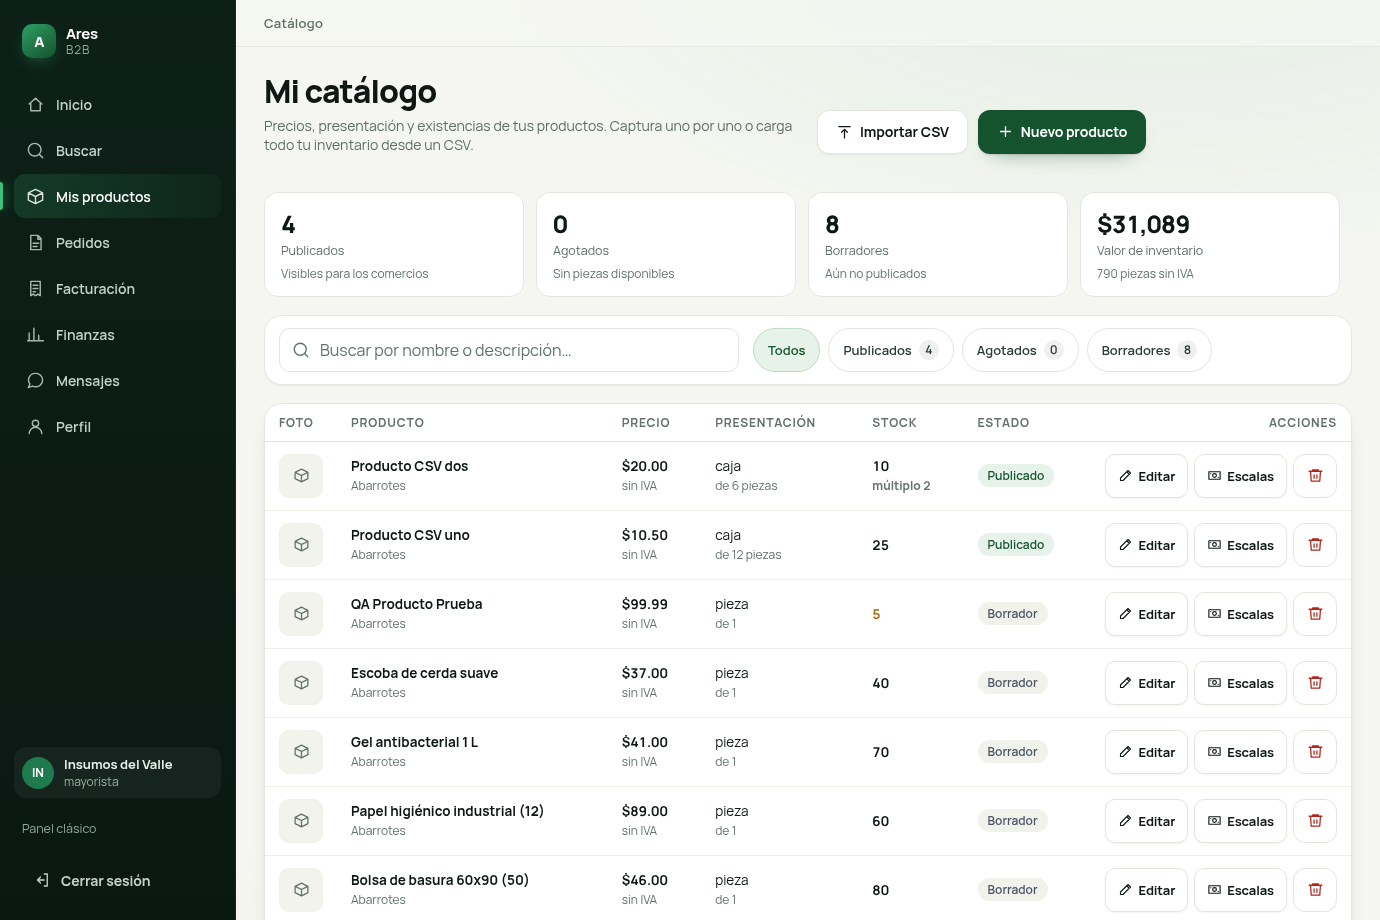 A
Ares
B2B
Inicio
Buscar
Mis productos
Pedidos
Facturación
Finanzas
Mensajes
Perfil
IN
Insumos del Valle
mayorista
Panel clásico
Cerrar sesión
Catálogo
Mi catálogo
Precios, presentación y existencias de tus productos. Captura uno por uno o carga
todo tu inventario desde un CSV.
Importar CSV
Nuevo producto
4
Publicados
Visibles para los comercios
0
Agotados
Sin piezas disponibles
8
Borradores
Aún no publicados
$31,089
Valor de inventario
790 piezas sin IVA
Buscar por nombre o descripción...
Todos
Publicados 4
Agotados 0
Borradores 8
FOTO PRODUCTO PRECIO PRESENTACIÓN STOCK ESTADO ACCIONES
Producto CSV dos $20.00 caja 10 Publicado Editar Escalas
Abarrotes sin IVA de 6 piezas múltiplo 2
Producto CSV uno $10.50 caja 25 Publicado Editar Escalas
Abarrotes sin IVA de 12 piezas
QA Producto Prueba $99.99 pieza 5 Borrador Editar Escalas
Abarrotes sin IVA de 1
Escoba de cerda suave $37.00 pieza 40 Borrador Editar Escalas
Abarrotes sin IVA de 1
Gel antibacterial 1 L $41.00 pieza 70 Borrador Editar Escalas
Abarrotes sin IVA de 1
Papel higiénico industrial (12) $89.00 pieza 60 Borrador Editar Escalas
Abarrotes sin IVA de 1
Bolsa de basura 60x90 (50) $46.00 pieza 80 Borrador Editar Escalas
Abarrotes sin IVA de 1